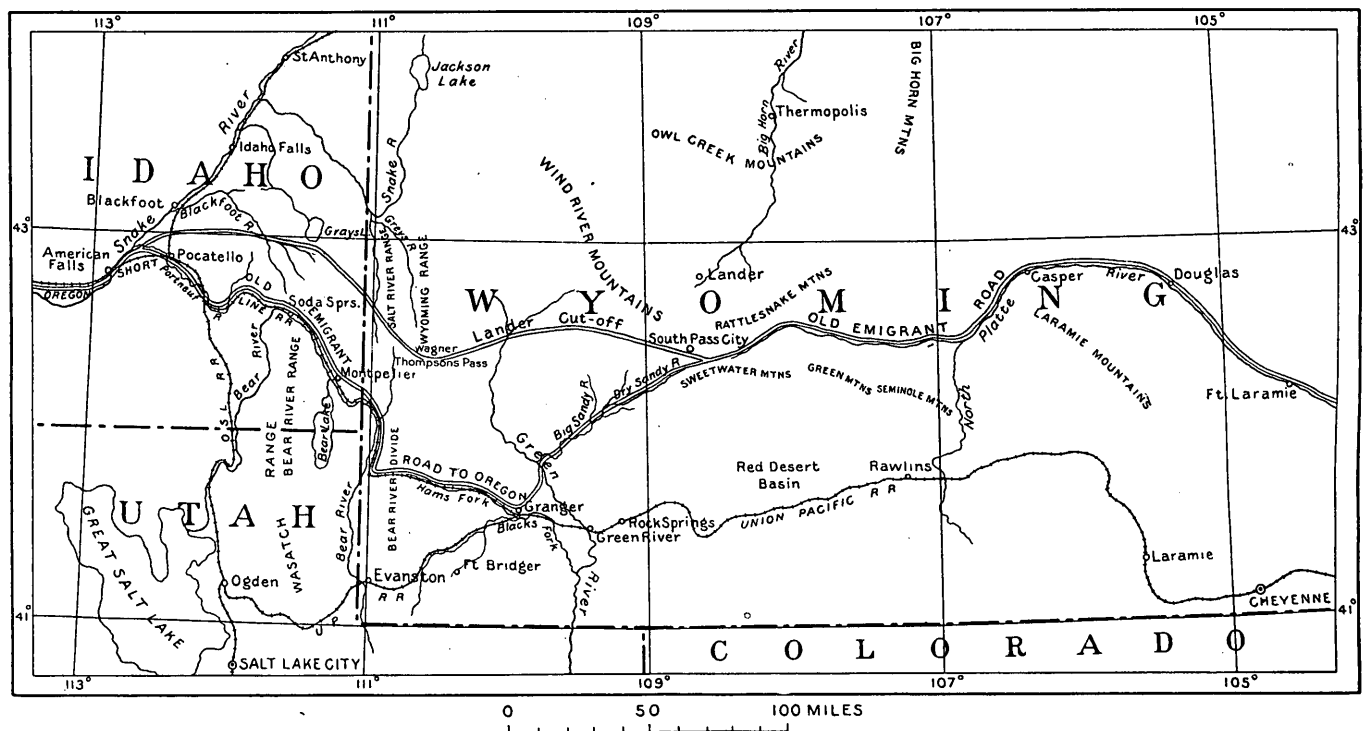 113°
111°
109°
107°
105°
St Anthony
Jackson
Lake
River
Big Horn
BIG HORN
MTNS
Thermopolis
OWL CREEK MOUNTAINS
River
Idaho Falls
IDAHO
Snake R
WIND RIVER MOUNTAINS
Blackfoot
Blackfoot R
Snake
Grays L
Greys R
43°
43°
American
Falls
SHORT
Pocatello
OREGON
Portneuf
R
OLD
LINE RR
EMIGRANT
Soda Sprs.
SALT RIVER RANGE
WYOMING RANGE
Lander
RATTLESNAKE MTNS
ROAD
Casper
River
Douglas
WYOMING
Lander Cut-off
South Pass City
OLD EMIGRANT
Platte
LARAMIE MOUNTAINS
Wagner
Thompsons Pass
Dry Sandy R
SWEETWATER MTNS
GREEN MTNS
SEMINOLE MTNS
Ft. Laramie
Montpelier
Bear River
BEAR RIVER RANGE
O S L RR
Big Sandy R
North
Bear Lake
RANGE
Green
ROAD TO OREGON
Hams Fork
Granger
Red Desert
Basin
Rawlins
UNION PACIFIC R R
UTAH
GREAT SALT LAKE
WASATCH
Bear River
BEAR RIVER DIVIDE
Blacks
Fork
Rock Springs
Green River
Laramie
Ogden
Evanston
R R
Ft Bridger
River
CHEYENNE
41°
41°
U P
COLORADO
SALT LAKE CITY
113°
111°
109°
107°
105°
0 50 100 MILES